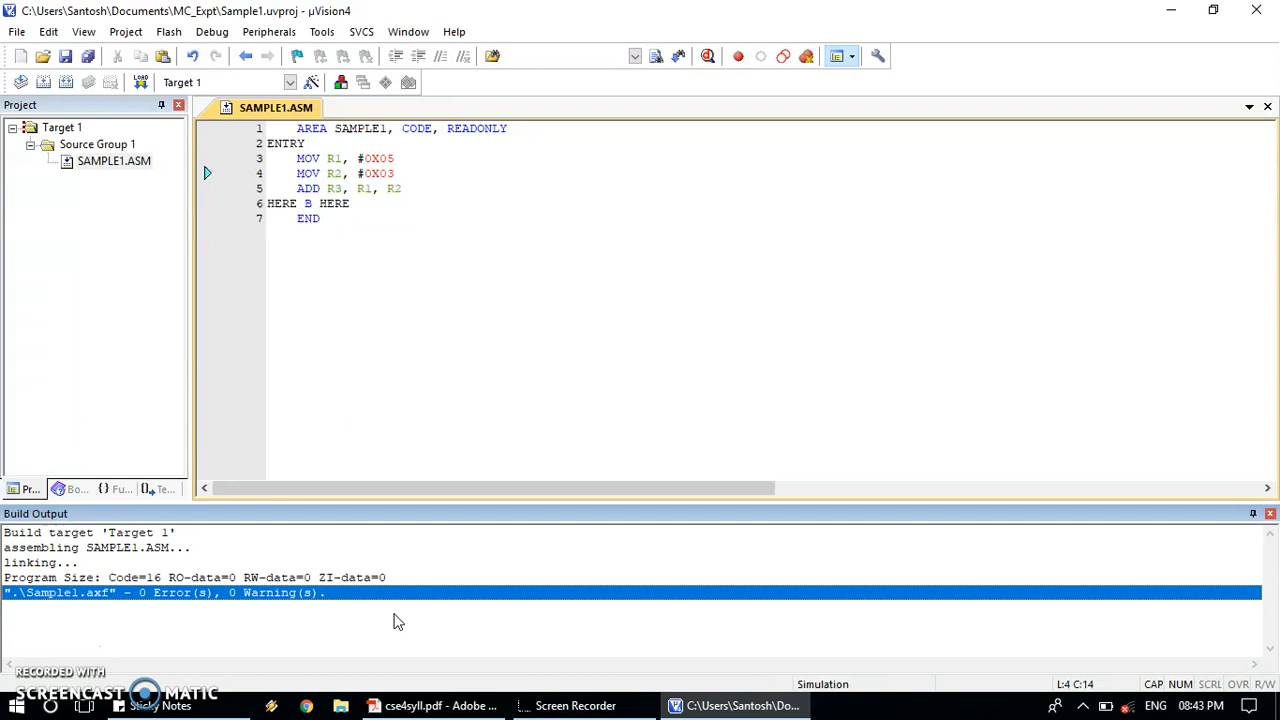 C:\Users\Santosh\Documents\MC_Expt\Sample1.uvproj - µVision4
File Edit View Project Flash Debug Peripherals Tools SVCS Window Help
LOAD Target 1
Project
SAMPLE1.ASM
Target 1
Source Group 1
SAMPLE1.ASM
1 AREA SAMPLE1, CODE, READONLY
2 ENTRY
3 MOV R1, #0X05
4 MOV R2, #0X03
5 ADD R3, R1, R2
6 HERE B HERE
7 END
Pr... Bo... {} Fu... Te...
Build Output
Build target 'Target 1'
assembling SAMPLE1.ASM...
linking...
Program Size: Code=16 RO-data=0 RW-data=0 ZI-data=0
".\Sample1.axf" - 0 Error(s), 0 Warning(s).
RECORDED WITH
SCREENCAST MATIC
Simulation L:4 C:14 CAP NUM SCRL OVR R/W
Sticky Notes cse4syll.pdf - Adobe ... Screen Recorder C:\Users\Santosh\Do... ENG 08:43 PM